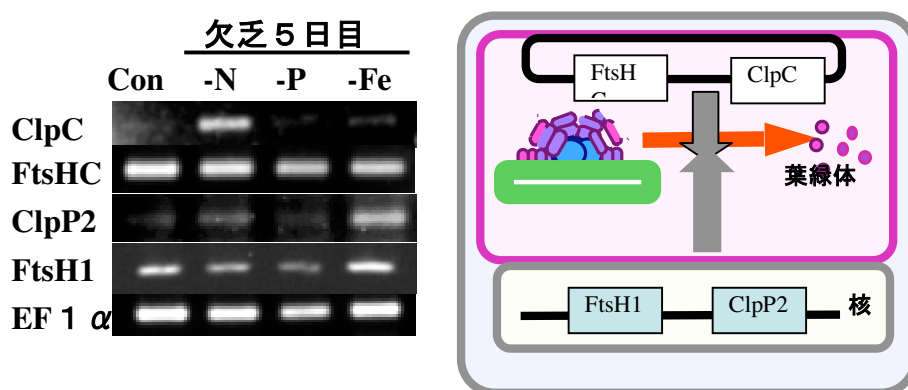 欠乏５日目
Con -N -P -Fe
ClpC
FtsHC
ClpP2
FtsH1
EF１α
FtsH
ClpC
葉緑体
FtsH1
ClpP2
核